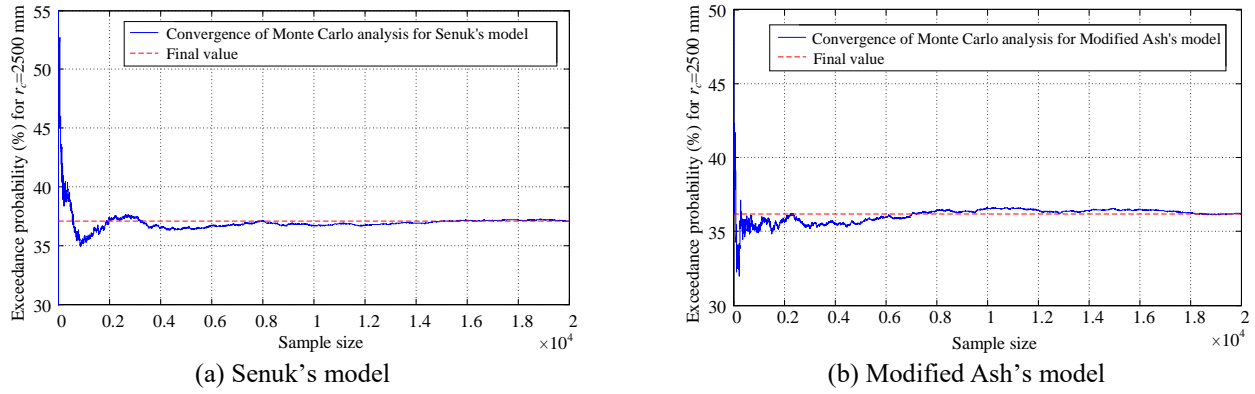 Exceedance probability (%) for r_c=2500 mm
55
50
45
40
35
30
Convergence of Monte Carlo analysis for Senuk's model
Final value
0 0.2 0.4 0.6 0.8 1 1.2 1.4 1.6 1.8 2
×10^4
Sample size
(a) Senuk’s model
Exceedance probability (%) for r_c=2500 mm
50
45
40
35
30
Convergence of Monte Carlo analysis for Modified Ash's model
Final value
0 0.2 0.4 0.6 0.8 1 1.2 1.4 1.6 1.8 2
×10^4
Sample size
(b) Modified Ash’s model